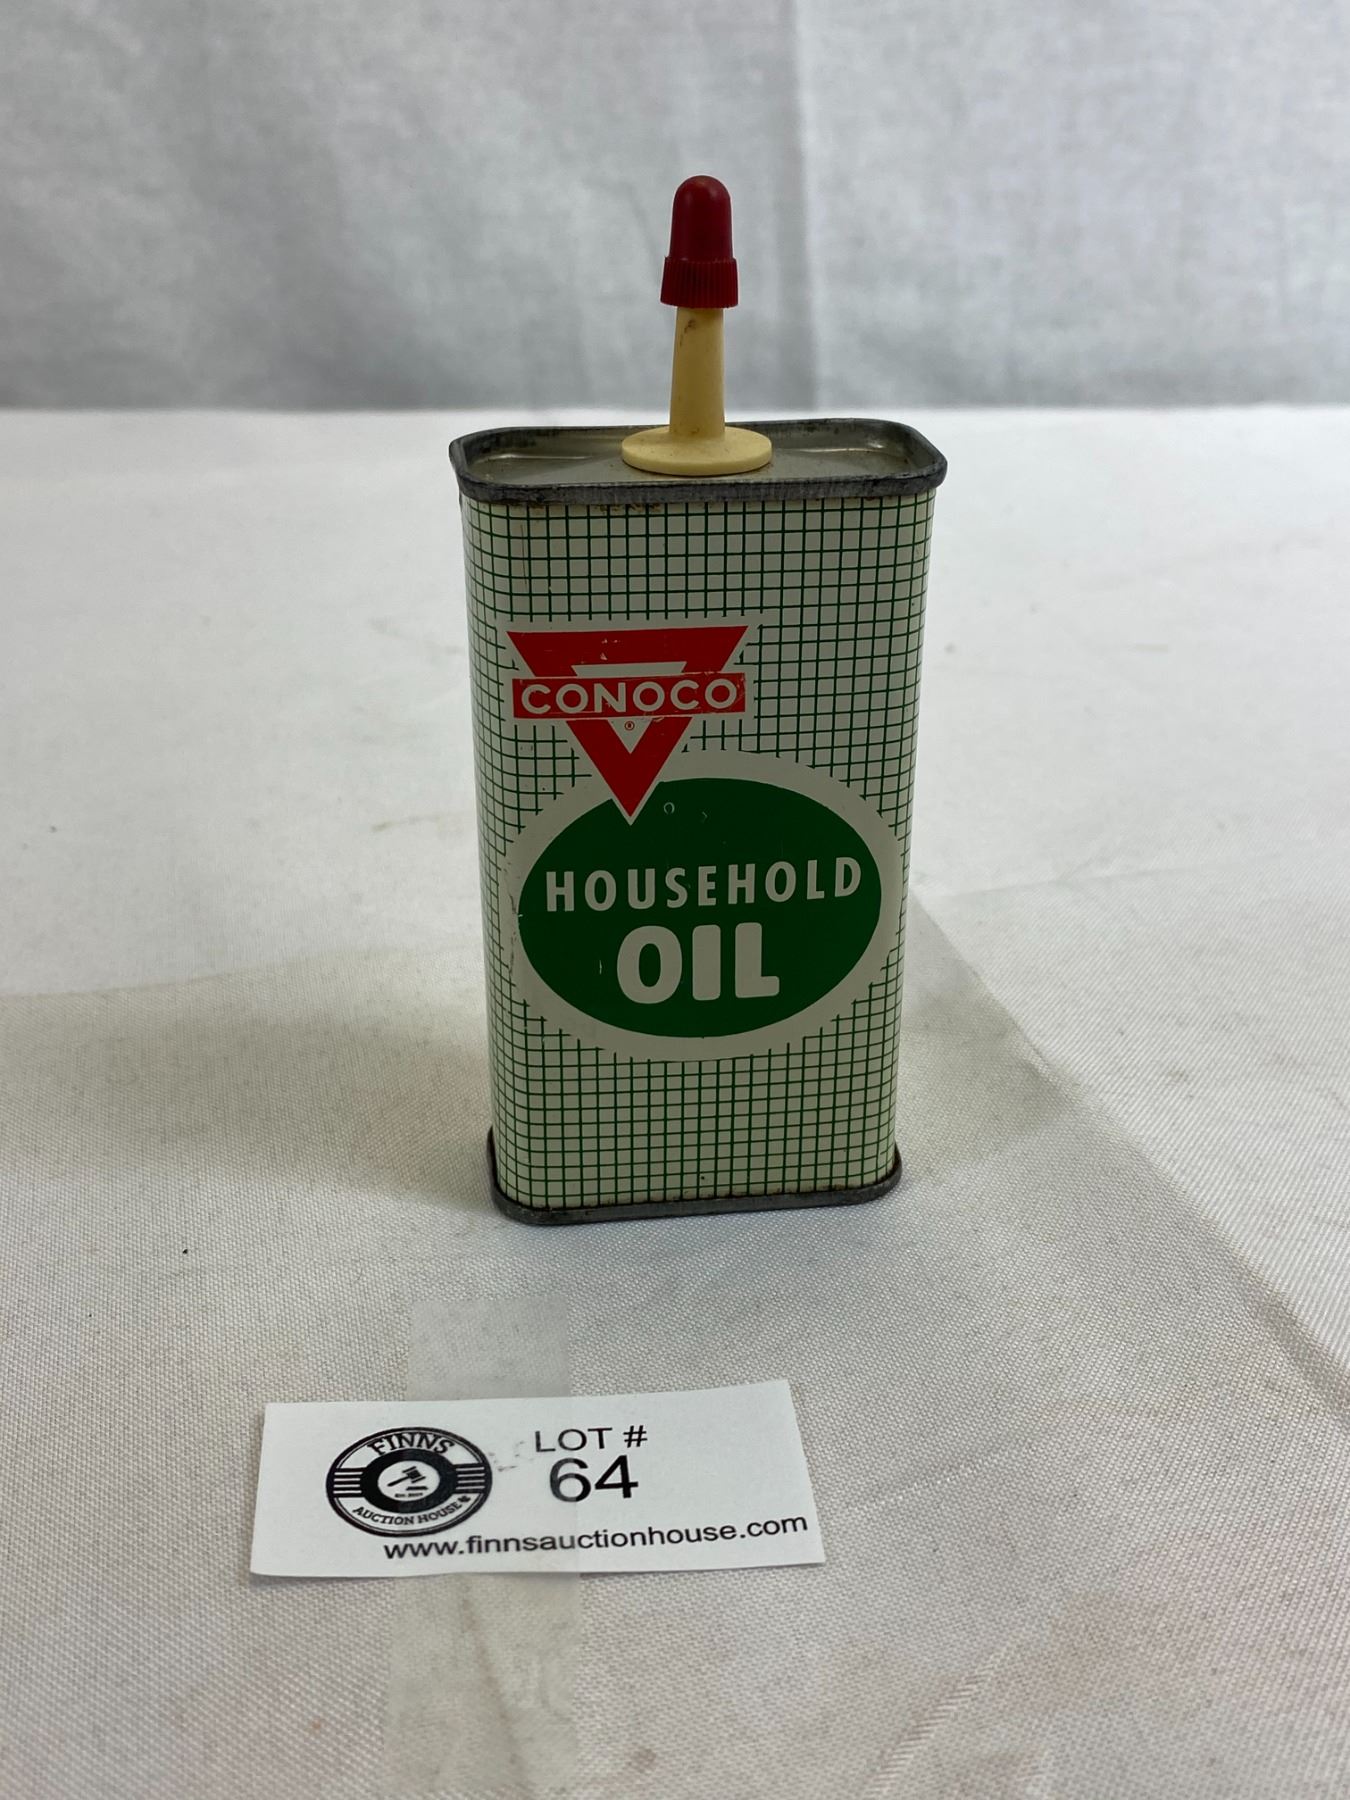 CONOCO
®
HOUSEHOLD
OIL
FINNS
AUCTION HOUSE
LOT #
64
www.finnsauctionhouse.com